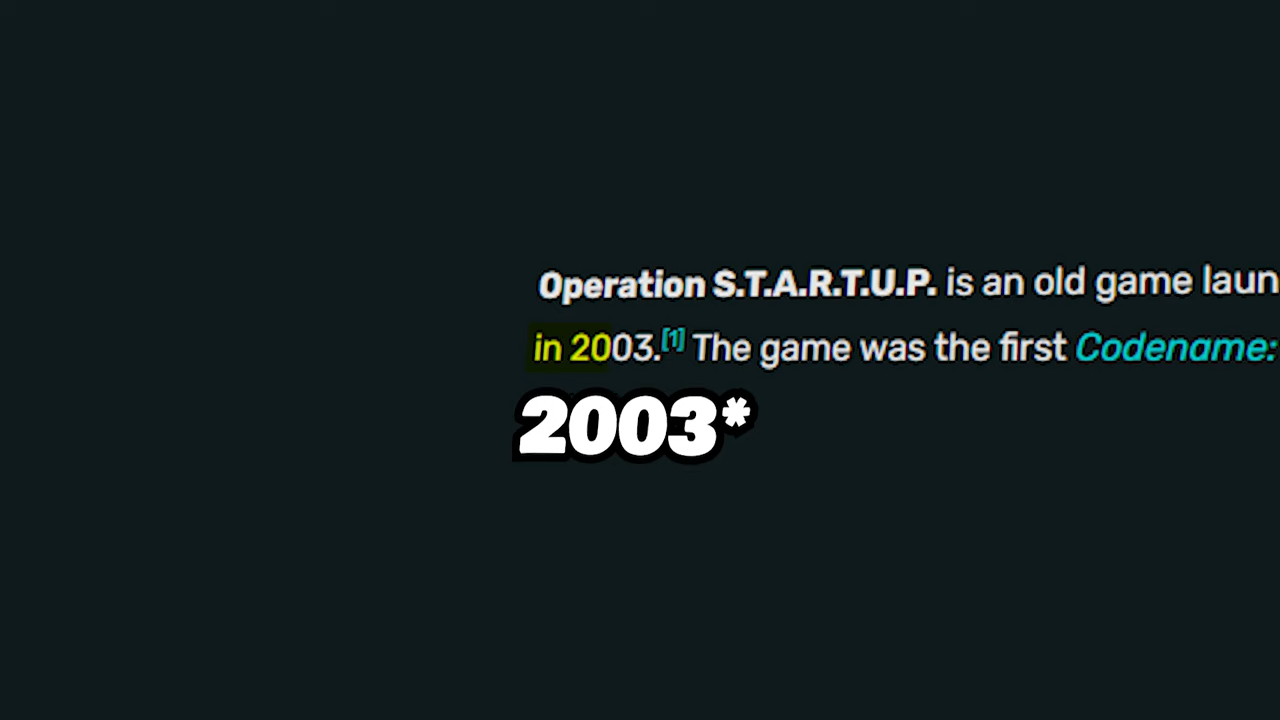 Operation S.T.A.R.T.U.P. is an old game laun
in 2003.[1] The game was the first Codename:
2003*